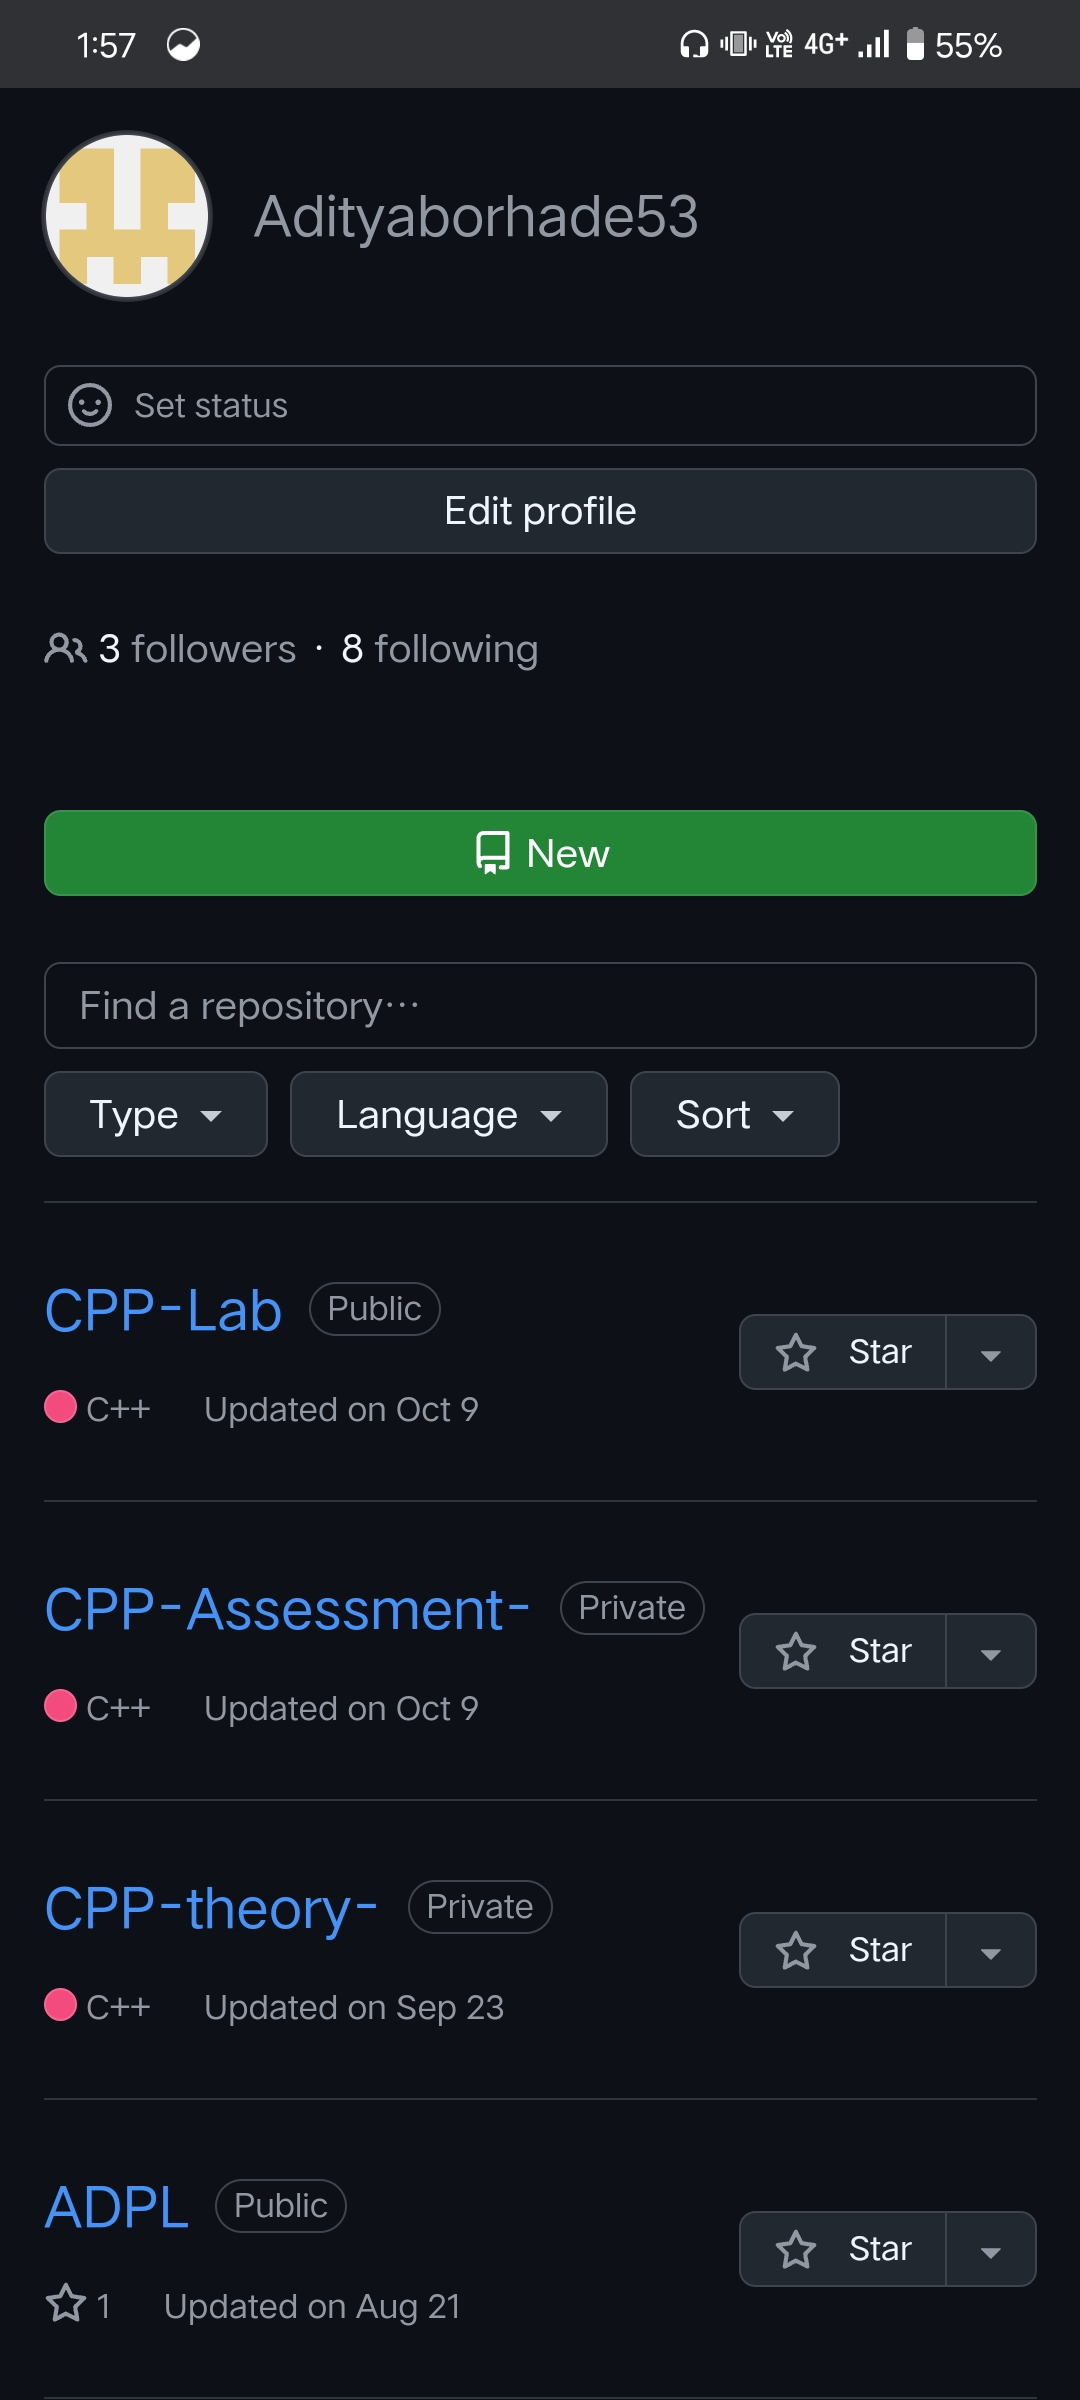 1:57 VoLTE 4G+ 55%
Adityaborhade53
Set status
Edit profile
3 followers · 8 following
New
Find a repository…
Type Language Sort
CPP-Lab Public
Star
C++ Updated on Oct 9
CPP-Assessment- Private
Star
C++ Updated on Oct 9
CPP-theory- Private
Star
C++ Updated on Sep 23
ADPL Public
Star
1 Updated on Aug 21